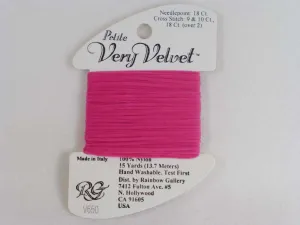 Needlepoint: 18 Ct.
Cross Stitch: 9 & 10 Ct.,
18 Ct. (over 2)
Petite
Very Velvet™
Made in Italy
100% Nylon
15 Yards (13.7 Meters)
Hand Washable, Test First
Dist. by Rainbow Gallery
7412 Fulton Ave. #5
N. Hollywood
CA 91605
USA
RG
V650